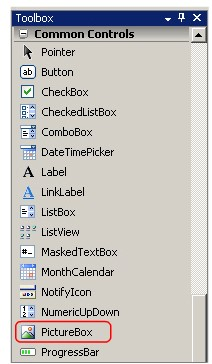 Toolbox
Common Controls
Pointer
Button
CheckBox
CheckedListBox
ComboBox
DateTimePicker
Label
LinkLabel
ListBox
ListView
MaskedTextBox
MonthCalendar
NotifyIcon
NumericUpDown
PictureBox
ProgressBar